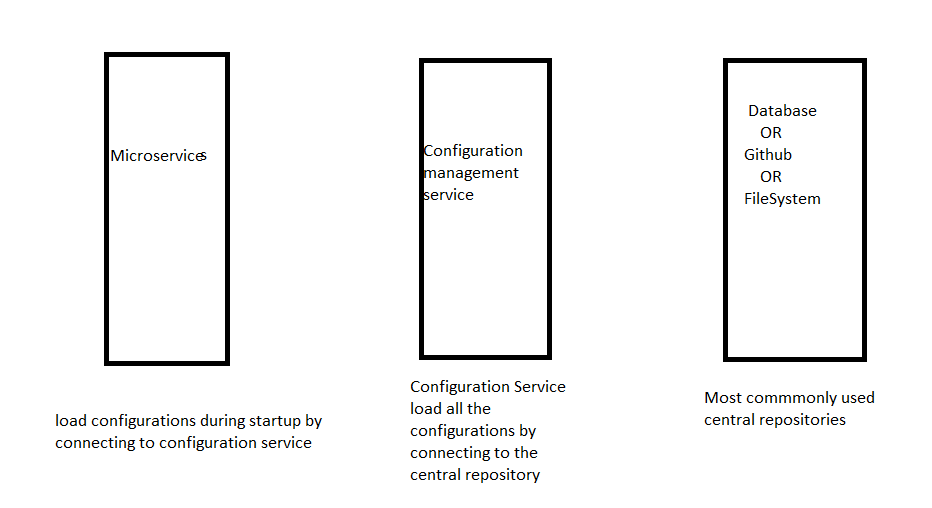 Microservices
load configurations during startup by
connecting to configuration service
Configuration
management
service
Configuration Service
load all the
configurations by
connecting to the
central repository
Database
OR
Github
OR
FileSystem
Most commmonly used
central repositories